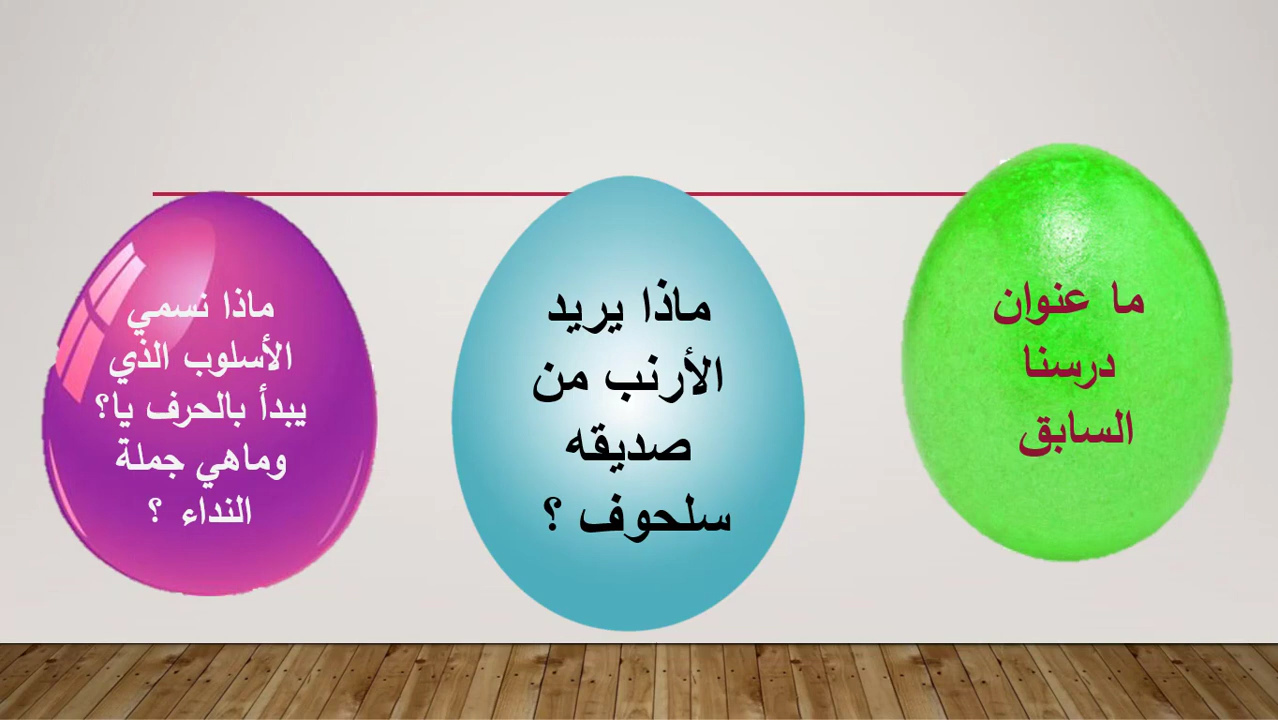 ما عنوان
درسنا
السابق
ماذا يريد
الأرنب من
صديقه
سلحوف ؟
ماذا نسمي
الأسلوب الذي
يبدأ بالحرف يا؟
وماهي جملة
النداء ؟